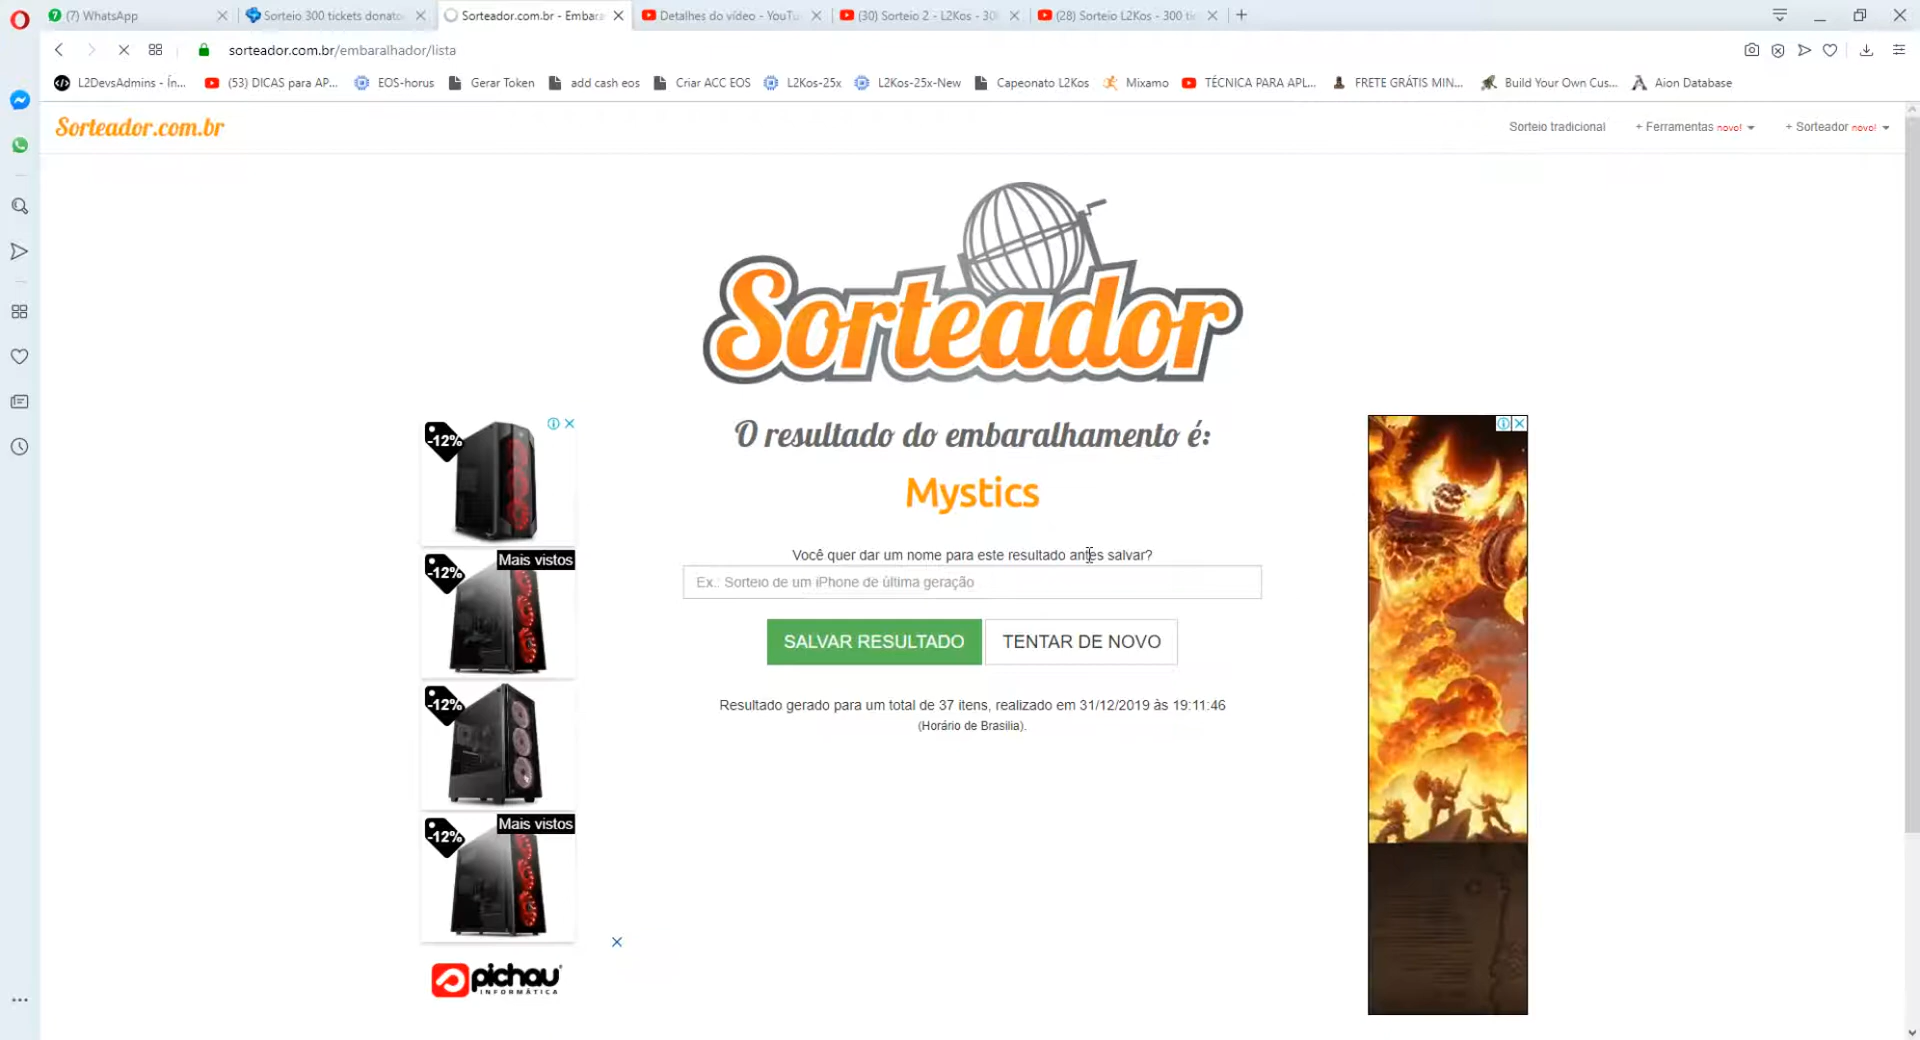 (7) WhatsApp
Sorteio 300 tickets donato
Sorteador.com.br - Embara
Detalhes do vídeo - YouTu
(30) Sorteio 2 - L2Kos - 30
(28) Sorteio L2Kos - 300 ti
sorteador.com.br/embaralhador/lista
L2DevsAdmins - Ín...
(53) DICAS para AP...
EOS-horus
Gerar Token
add cash eos
Criar ACC EOS
L2Kos-25x
L2Kos-25x-New
Capeonato L2Kos
Mixamo
TÉCNICA PARA APL...
FRETE GRÁTIS MIN...
Build Your Own Cus...
Aion Database
Sorteador.com.br
Sorteio tradicional
+ Ferramentas novo!
+ Sorteador novo!
Sorteador
O resultado do embaralhamento é:
Mystics
Você quer dar um nome para este resultado antes salvar?
Ex.: Sorteio de um iPhone de última geração
SALVAR RESULTADO
TENTAR DE NOVO
Resultado gerado para um total de 37 itens, realizado em 31/12/2019 às 19:11:46
(Horário de Brasilia).
-12%
-12%
Mais vistos
-12%
-12%
Mais vistos
pichau
INFORMÁTICA